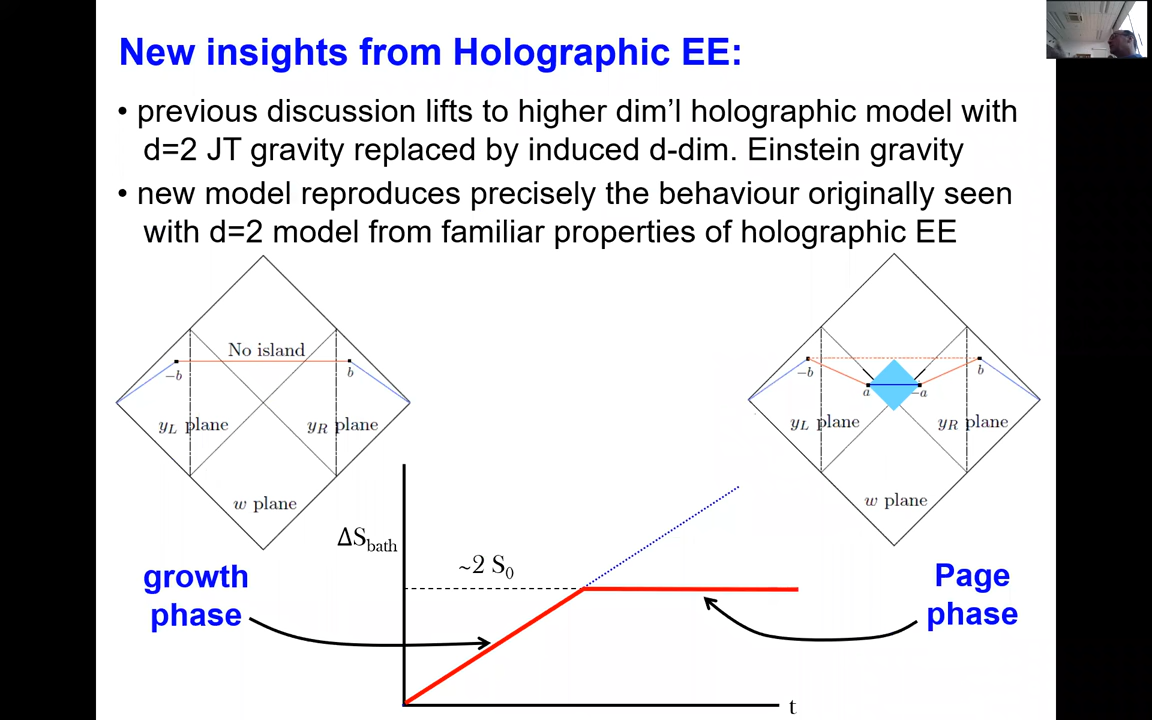 New insights from Holographic EE:
• previous discussion lifts to higher dim’l holographic model with
d=2 JT gravity replaced by induced d-dim. Einstein gravity
• new model reproduces precisely the behaviour originally seen
with d=2 model from familiar properties of holographic EE
No island
−b
b
y_L plane
y_R plane
w plane
−b
b
a
−a
y_L plane
y_R plane
w plane
ΔS_bath
~2 S_0
growth
phase
Page
phase
t